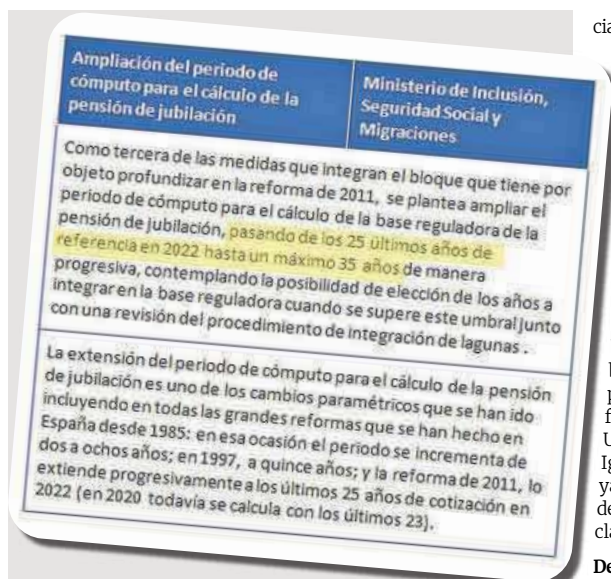 Ampliación del periodo de
cómputo para el cálculo de la
pensión de jubilación
Ministerio de Inclusión,
Seguridad Social y
Migraciones
Como tercera de las medidas que integran el bloque que tiene por
objeto profundizar en la reforma de 2011, se plantea ampliar el
periodo de cómputo para el cálculo de la base reguladora de la
pensión de jubilación, pasando de los 25 últimos años de
referencia en 2022 hasta un máximo 35 años de manera
progresiva, contemplando la posibilidad de elección de los años a
integrar en la base reguladora cuando se supere este umbral junto
con una revisión del procedimiento de integración de lagunas .
La extensión del periodo de cómputo para el cálculo de la pensión
de jubilación es uno de los cambios paramétricos que se han ido
incluyendo en todas las grandes reformas que se han hecho en
España desde 1985: en esa ocasión el periodo se incrementa de
dos a ochos años; en 1997, a quince años; y la reforma de 2011, lo
extiende progresivamente a los últimos 25 años de cotización en
2022 (en 2020 todavía se calcula con los últimos 23).
cia
U
Ig
ya
de
cla
De